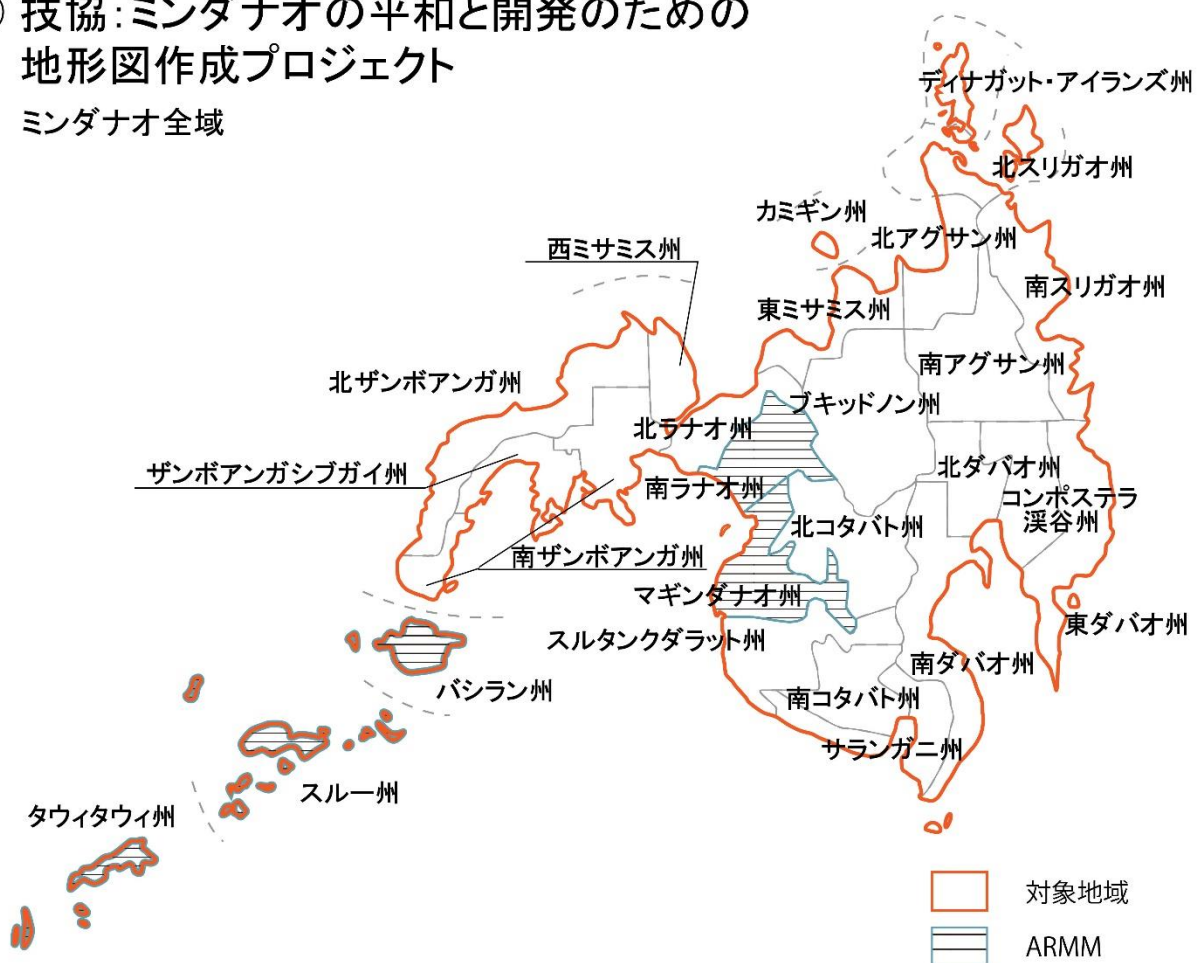 技協：ミンダナオの平和と開発のための
地形図作成プロジェクト
ミンダナオ全域
ディナガット・アイランズ州
北スリガオ州
カミギン州
北アグサン州
西ミサミス州
南スリガオ州
東ミサミス州
南アグサン州
北ザンボアンガ州
ブキッドノン州
北ラナオ州
ザンボアンガシブガイ州
北ダバオ州
南ラナオ州
コンポステラ
渓谷州
北コタバト州
南ザンボアンガ州
マギンダナオ州
東ダバオ州
スルタンクダラット州
南ダバオ州
バシラン州
南コタバト州
サランガニ州
スルー州
タウィタウィ州
対象地域
ARMM